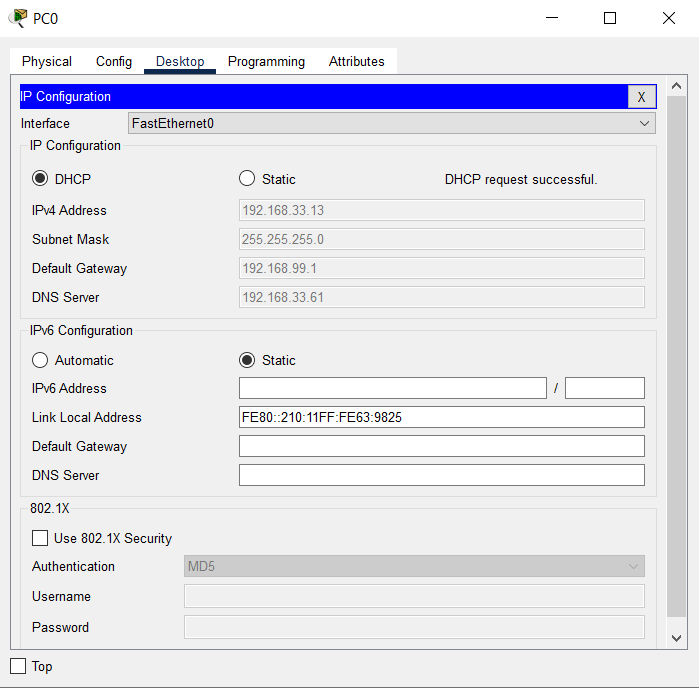 PC0
Physical Config Desktop Programming Attributes
IP Configuration X
Interface FastEthernet0
IP Configuration
DHCP Static DHCP request successful.
IPv4 Address 192.168.33.13
Subnet Mask 255.255.255.0
Default Gateway 192.168.99.1
DNS Server 192.168.33.61
IPv6 Configuration
Automatic Static
IPv6 Address /
Link Local Address FE80::210:11FF:FE63:9825
Default Gateway
DNS Server
802.1X
Use 802.1X Security
Authentication MD5
Username
Password
Top